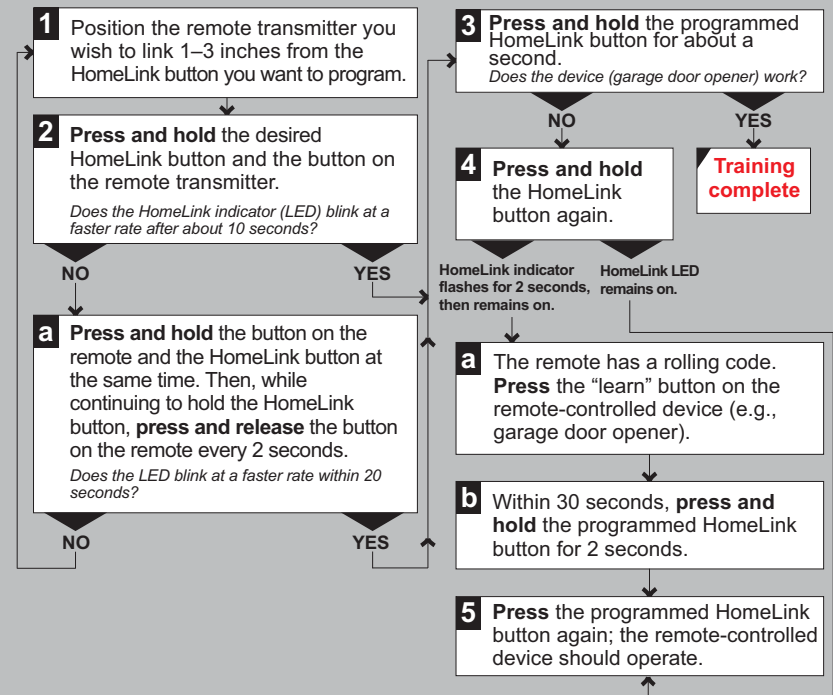 1 Position the remote transmitter you
wish to link 1–3 inches from the
HomeLink button you want to program.
2 Press and hold the desired
HomeLink button and the button on
the remote transmitter.
Does the HomeLink indicator (LED) blink at a
faster rate after about 10 seconds?
NO YES
a Press and hold the button on the
remote and the HomeLink button at
the same time. Then, while
continuing to hold the HomeLink
button, press and release the button
on the remote every 2 seconds.
Does the LED blink at a faster rate within 20
seconds?
NO YES
3 Press and hold the programmed
HomeLink button for about a
second.
Does the device (garage door opener) work?
NO YES
Training
complete
4 Press and hold
the HomeLink
button again.
HomeLink indicator
flashes for 2 seconds,
then remains on.
HomeLink LED
remains on.
a The remote has a rolling code.
Press the “learn” button on the
remote-controlled device (e.g.,
garage door opener).
b Within 30 seconds, press and
hold the programmed HomeLink
button for 2 seconds.
5 Press the programmed HomeLink
button again; the remote-controlled
device should operate.